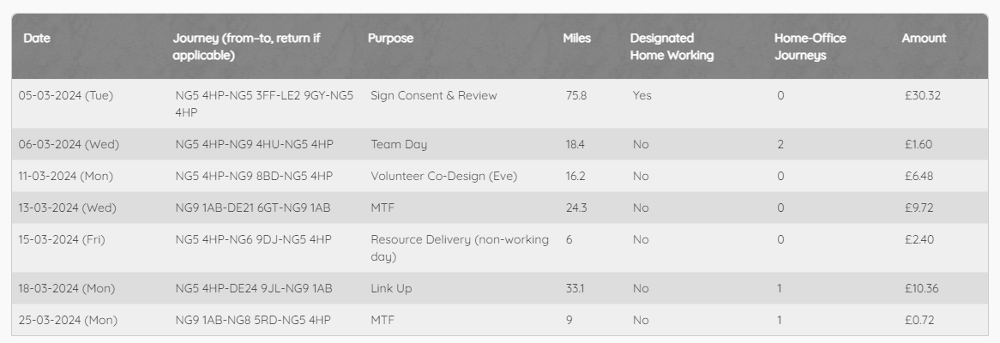 Date Journey (from-to, return if applicable) Purpose Miles Designated Home Working Home-Office Journeys Amount
05-03-2024 (Tue) NG5 4HP-NG5 3FF-LE2 9GY-NG5 4HP Sign Consent & Review 75.8 Yes 0 £30.32
06-03-2024 (Wed) NG5 4HP-NG9 4HU-NG5 4HP Team Day 18.4 No 2 £1.60
11-03-2024 (Mon) NG5 4HP-NG9 8BD-NG5 4HP Volunteer Co-Design (Eve) 16.2 No 0 £6.48
13-03-2024 (Wed) NG9 1AB-DE21 6GT-NG9 1AB MTF 24.3 No 0 £9.72
15-03-2024 (Fri) NG5 4HP-NG6 9DJ-NG5 4HP Resource Delivery (non-working day) 6 No 0 £2.40
18-03-2024 (Mon) NG5 4HP-DE24 9JL-NG9 1AB Link Up 33.1 No 1 £10.36
25-03-2024 (Mon) NG9 1AB-NG8 5RD-NG5 4HP MTF 9 No 1 £0.72